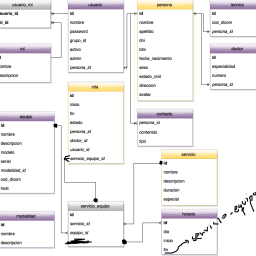 usuario_rol
usuario_id
rol_id
usuario
id
nombre
password
grupo_id
activo
admin
persona_id
persona
id
nombre
apellido
dni
fecha_nacimiento
sexo
estado_civil
direccion
avatar
tecnico
id
cod_dicom
persona_id
rol
id
nombre
descripcion
doctor
id
especialidad
numero
persona_id
cita
id
inicio
fin
estado
persona_id
doctor_id
usuario_id
servicio_equipo_id
contacto
persona_id
contenido
tipo
equipo
id
nombre
descripcion
modelo
serial
modalidad_id
cod_dicom
host
servicio
id
nombre
descripcion
duracion
especial
modalidad
id
nombre
descripcion
servicio_equipo
id
servicio_id
equipo_id
horario
id
dia
inicio
fin
servicio_equipo